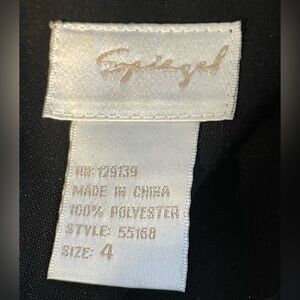 Spiegel
RN: 129139
MADE IN CHINA
100% POLYESTER
STYLE: 55168
SIZE: 4